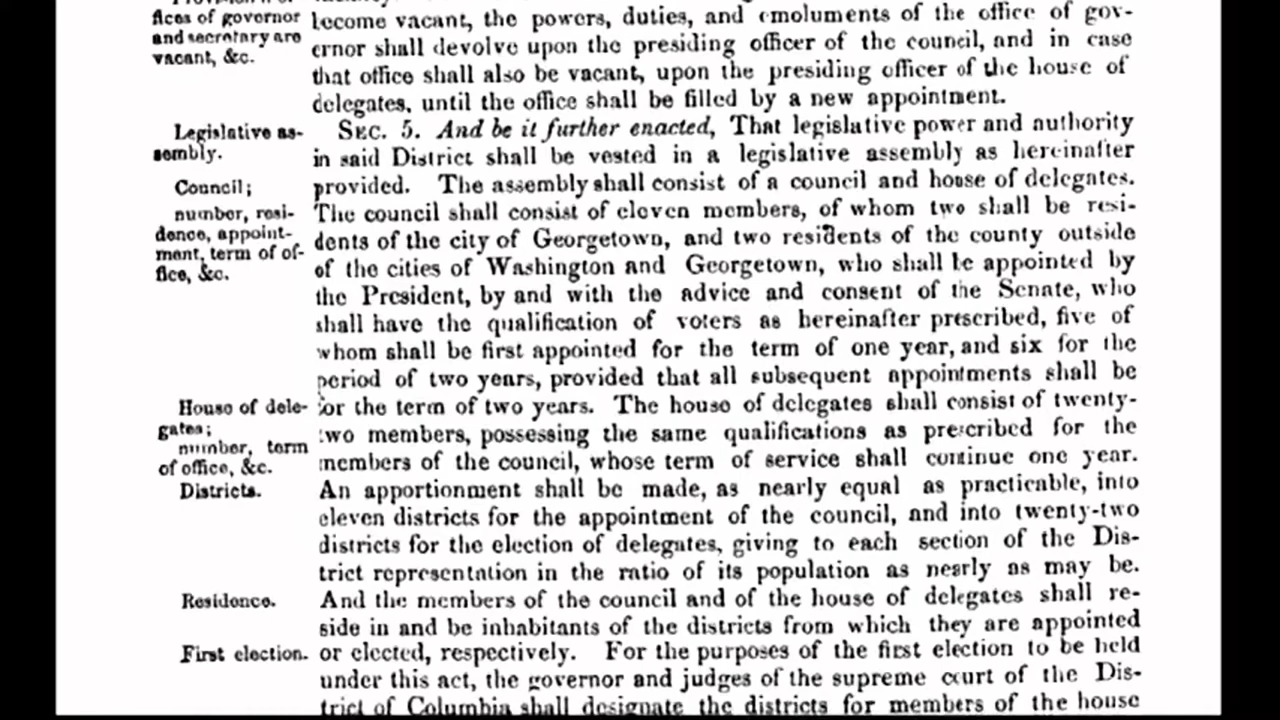 fices of governor
and secretary are
vacant, &c.
become vacant, the powers, duties, and emoluments of the office of gov-
ernor shall devolve upon the presiding officer of the council, and in case
that office shall also be vacant, upon the presiding officer of the house of
delegates, until the office shall be filled by a new appointment.
Legislative as-
sembly.
SEC. 5. And be it further enacted, That legislative power and authority
in said District shall be vested in a legislative assembly as hereinafter
Council;
number, resi-
dence, appoint-
ment, term of of-
fice, &c.
provided. The assembly shall consist of a council and house of delegates.
The council shall consist of eleven members, of whom two shall be resi-
dents of the city of Georgetown, and two residents of the county outside
of the cities of Washington and Georgetown, who shall be appointed by
the President, by and with the advice and consent of the Senate, who
shall have the qualification of voters as hereinafter prescribed, five of
whom shall be first appointed for the term of one year, and six for the
period of two years, provided that all subsequent appointments shall be
House of dele-
gates;
number, term
of office, &c.
for the term of two years. The house of delegates shall consist of twenty-
two members, possessing the same qualifications as prescribed for the
members of the council, whose term of service shall continue one year.
Districts.
An apportionment shall be made, as nearly equal as practicable, into
eleven districts for the appointment of the council, and into twenty-two
districts for the election of delegates, giving to each section of the Dis-
trict representation in the ratio of its population as nearly as may be.
Residence.
And the members of the council and of the house of delegates shall re-
side in and be inhabitants of the districts from which they are appointed
First election.
or elected, respectively. For the purposes of the first election to be held
under this act, the governor and judges of the supreme court of the Dis-
trict of Columbia shall designate the districts for members of the house